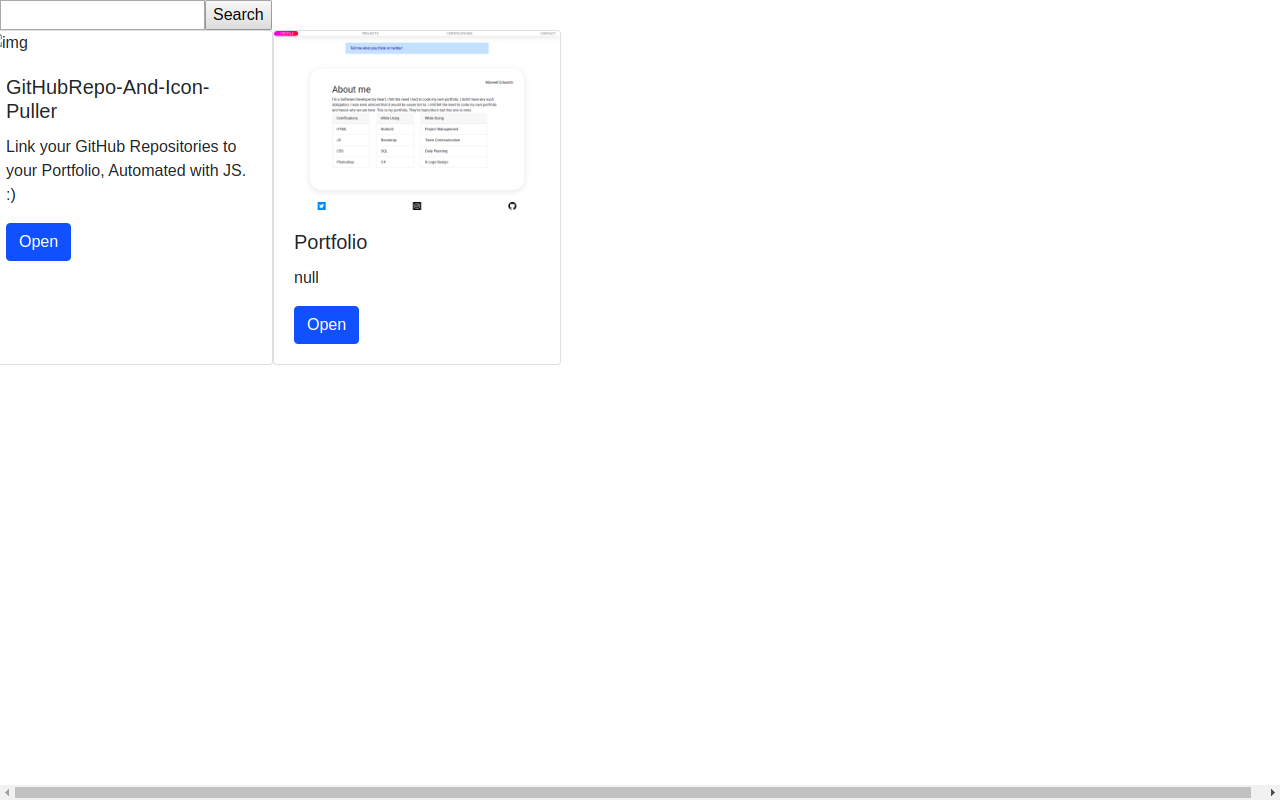 Search
img
GitHubRepo-And-Icon-
Puller
Link your GitHub Repositories to
your Portfolio, Automated with JS.
:)
Open
PROJECTS
CERTIFICATIONS
CONTACT
Tell me what you think on twitter!
Maxwell Edwards
About me
Certifications
While Using
While Doing
HTML
NodeJS
Project Management
JS
Bootstrap
Team Communication
CSS
SQL
Daily Planning
Photoshop
C#
& Logo Design
Portfolio
null
Open